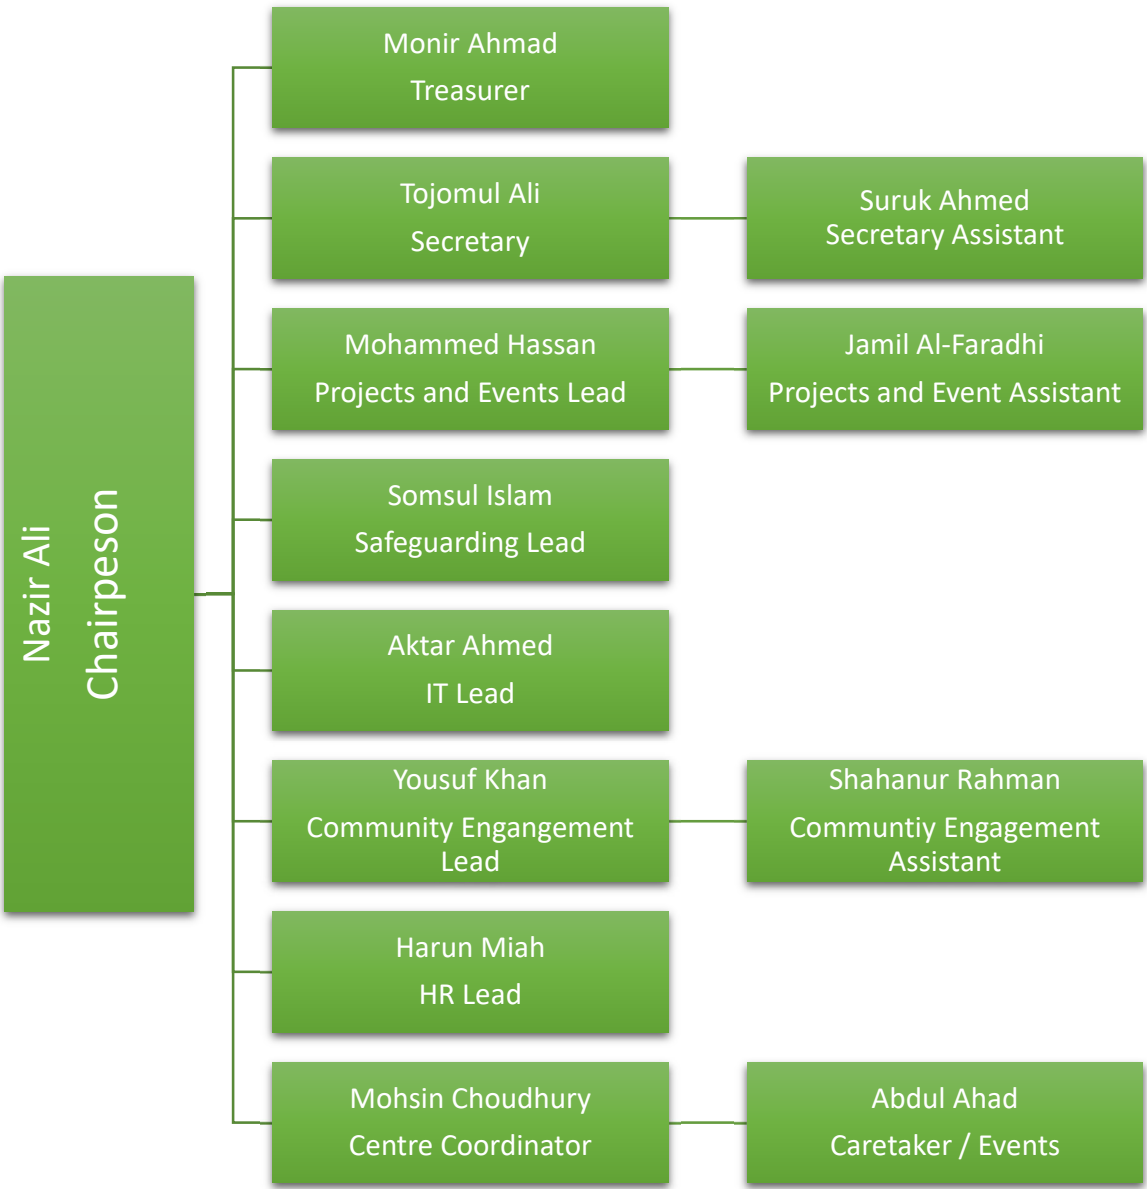 Nazir Ali
Chairpeson
Monir Ahmad
Treasurer
Tojomul Ali
Secretary
Suruk Ahmed
Secretary Assistant
Mohammed Hassan
Projects and Events Lead
Jamil Al-Faradhi
Projects and Event Assistant
Somsul Islam
Safeguarding Lead
Aktar Ahmed
IT Lead
Yousuf Khan
Community Engangement
Lead
Shahanur Rahman
Communtiy Engagement
Assistant
Harun Miah
HR Lead
Mohsin Choudhury
Centre Coordinator
Abdul Ahad
Caretaker / Events